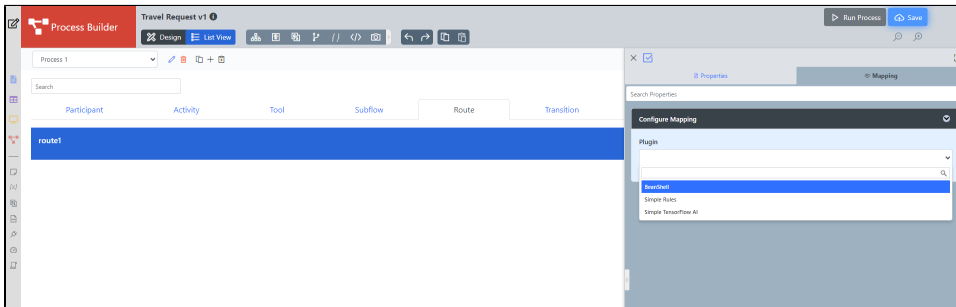 Travel Request v1
Process Builder
Design
List View
Run Process
Save
Process 1
Search
Participant
Activity
Tool
Subflow
Route
Transition
route1
Properties
Mapping
Search Properties
Configure Mapping
Plugin
BeanShell
Simple Rules
Simple TensorFlow AI